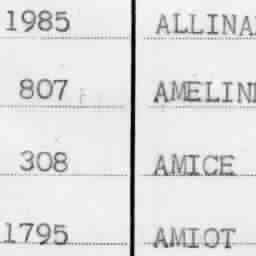 1985 ALLINA
807 AMELIN
308 AMICE
1795 AMIOT